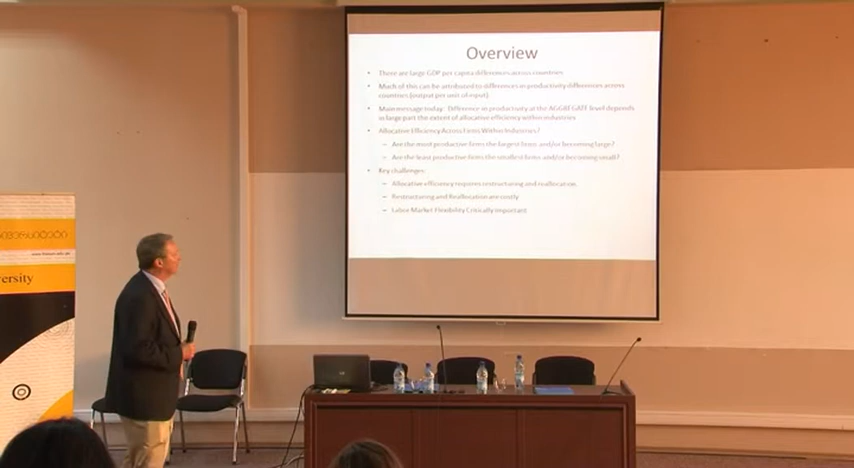 Overview
There are large GDP per capita differences across countries
Much of this can be attributed to differences in productivity differences across
countries (output per unit of input)
Main message today: Difference in productivity at the AGGREGATE level depends
in large part the extent of allocative efficiency within industries
Allocative Efficiency Across Firms Within Industries?
– Are the most productive firms the largest firms and/or becoming large?
– Are the least productive firms the smallest firms and/or becoming small?
Key challenges:
– Allocative efficiency requires restructuring and reallocation.
– Restructuring and Reallocation are costly
– Labor Market Flexibility Critically Important
ersity